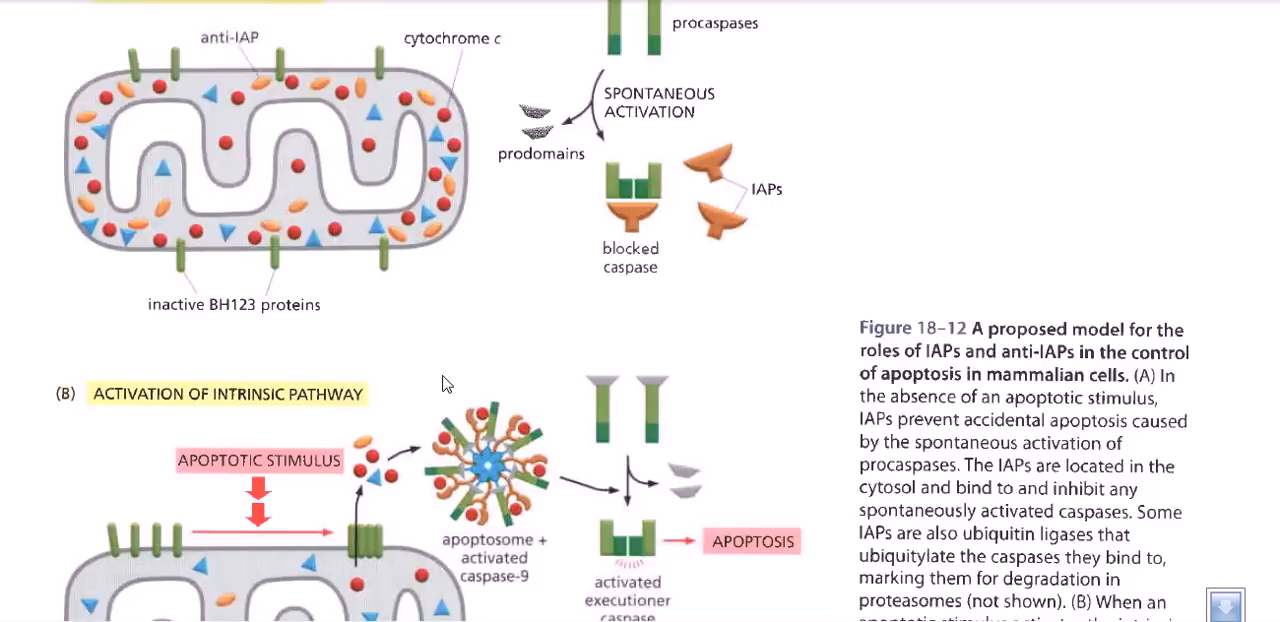 anti-IAP
cytochrome c
procaspases
SPONTANEOUS
ACTIVATION
prodomains
IAPs
blocked
caspase
inactive BH123 proteins
(B) ACTIVATION OF INTRINSIC PATHWAY
APOPTOTIC STIMULUS
apoptosome +
activated
caspase-9
APOPTOSIS
activated
executioner
caspase
Figure 18–12 A proposed model for the
roles of IAPs and anti-IAPs in the control
of apoptosis in mammalian cells. (A) In
the absence of an apoptotic stimulus,
IAPs prevent accidental apoptosis caused
by the spontaneous activation of
procaspases. The IAPs are located in the
cytosol and bind to and inhibit any
spontaneously activated caspases. Some
IAPs are also ubiquitin ligases that
ubiquitylate the caspases they bind to,
marking them for degradation in
proteasomes (not shown). (B) When an